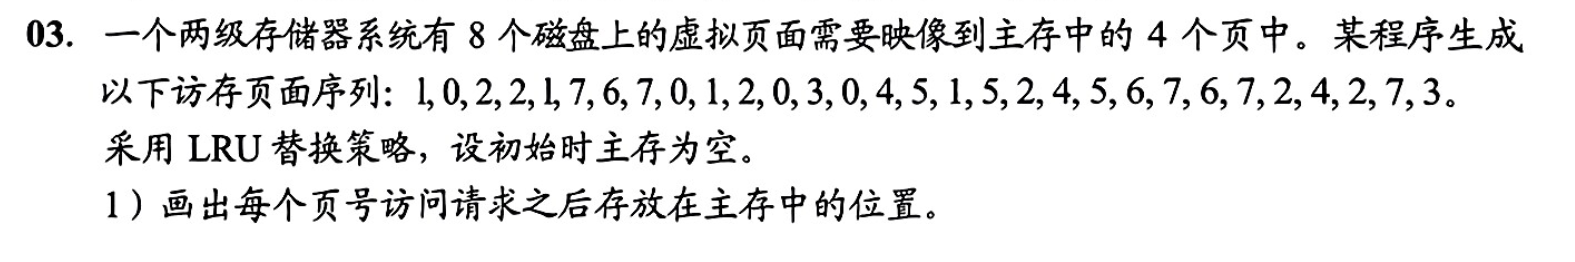 03. 一个两级存储器系统有 8 个磁盘上的虚拟页面需要映像到主存中的 4 个页中。某程序生成
以下访存页面序列：1, 0, 2, 2, 1, 7, 6, 7, 0, 1, 2, 0, 3, 0, 4, 5, 1, 5, 2, 4, 5, 6, 7, 6, 7, 2, 4, 2, 7, 3。
采用 LRU 替换策略，设初始时主存为空。
1）画出每个页号访问请求之后存放在主存中的位置。